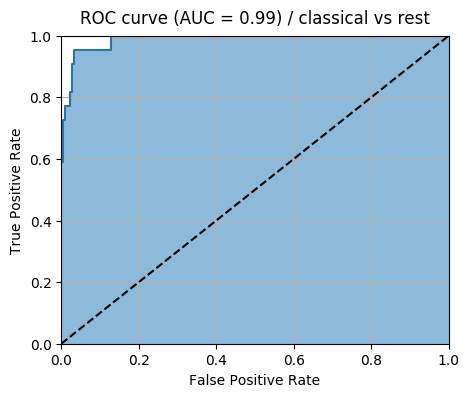 ROC curve (AUC = 0.99) / classical vs rest
True Positive Rate
1.0
0.8
0.6
0.4
0.2
0.0
0.0 0.2 0.4 0.6 0.8 1.0
False Positive Rate